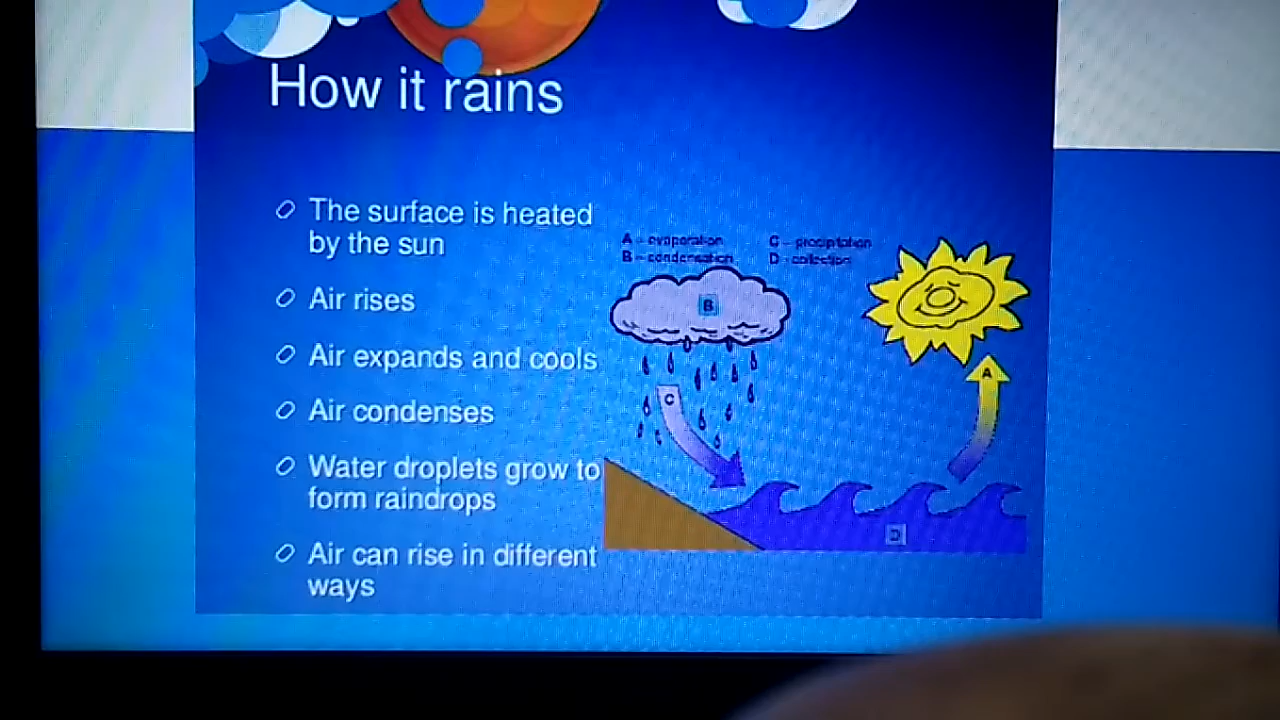 How it rains
The surface is heated
by the sun
Air rises
Air expands and cools
Air condenses
Water droplets grow to
form raindrops
Air can rise in different
ways
A - evaporation
C - precipitation
B - condensation
D - collection
B
A
C
D